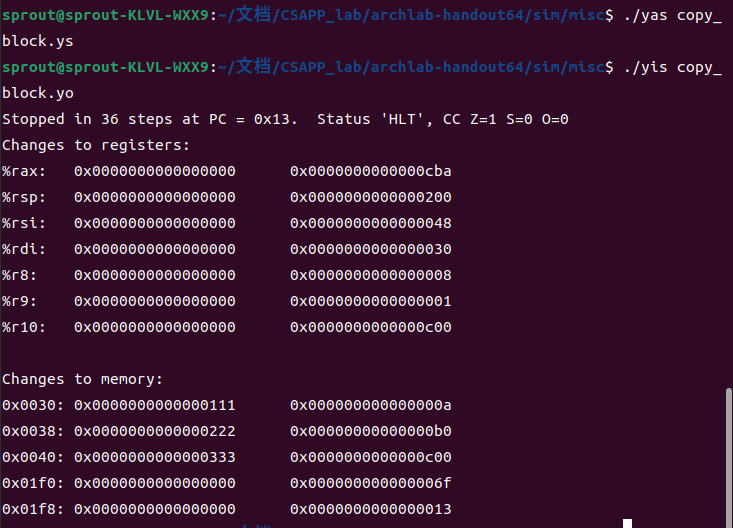 sprout@sprout-KLVL-WXX9:~/文档/CSAPP_lab/archlab-handout64/sim/misc$ ./yas copy_
block.ys
sprout@sprout-KLVL-WXX9:~/文档/CSAPP_lab/archlab-handout64/sim/misc$ ./yis copy_
block.yo
Stopped in 36 steps at PC = 0x13.  Status 'HLT', CC Z=1 S=0 O=0
Changes to registers:
%rax:   0x0000000000000000      0x0000000000000cba
%rsp:   0x0000000000000000      0x0000000000000200
%rsi:   0x0000000000000000      0x0000000000000048
%rdi:   0x0000000000000000      0x0000000000000030
%r8:    0x0000000000000000      0x0000000000000008
%r9:    0x0000000000000000      0x0000000000000001
%r10:   0x0000000000000000      0x0000000000000c00
Changes to memory:
0x0030: 0x0000000000000111      0x000000000000000a
0x0038: 0x0000000000000222      0x00000000000000b0
0x0040: 0x0000000000000333      0x0000000000000c00
0x01f0: 0x0000000000000000      0x000000000000006f
0x01f8: 0x0000000000000000      0x0000000000000013